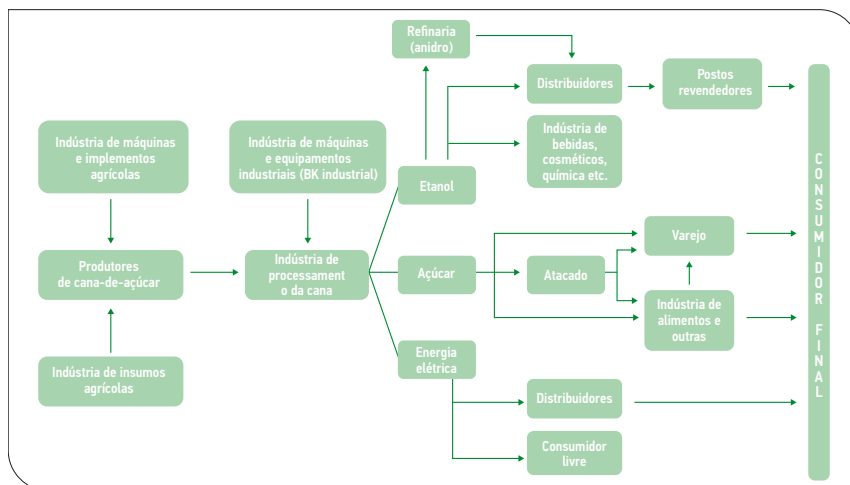 Refinaria
(anidro)
Distribuidores
Postos
revendedores
Indústria de máquinas
e implementos
agrícolas
Indústria de máquinas
e equipamentos
industriais (BK industrial)
Indústria de
bebidas,
cosméticos,
química etc.
Etanol
Produtores
de cana-de-açúcar
Indústria de
processament
o da cana
Açúcar
Atacado
Varejo
Indústria de
alimentos e
outras
Indústria de insumos
agrícolas
Energia
elétrica
Distribuidores
Consumidor
livre
CONSUMIDOR FINAL